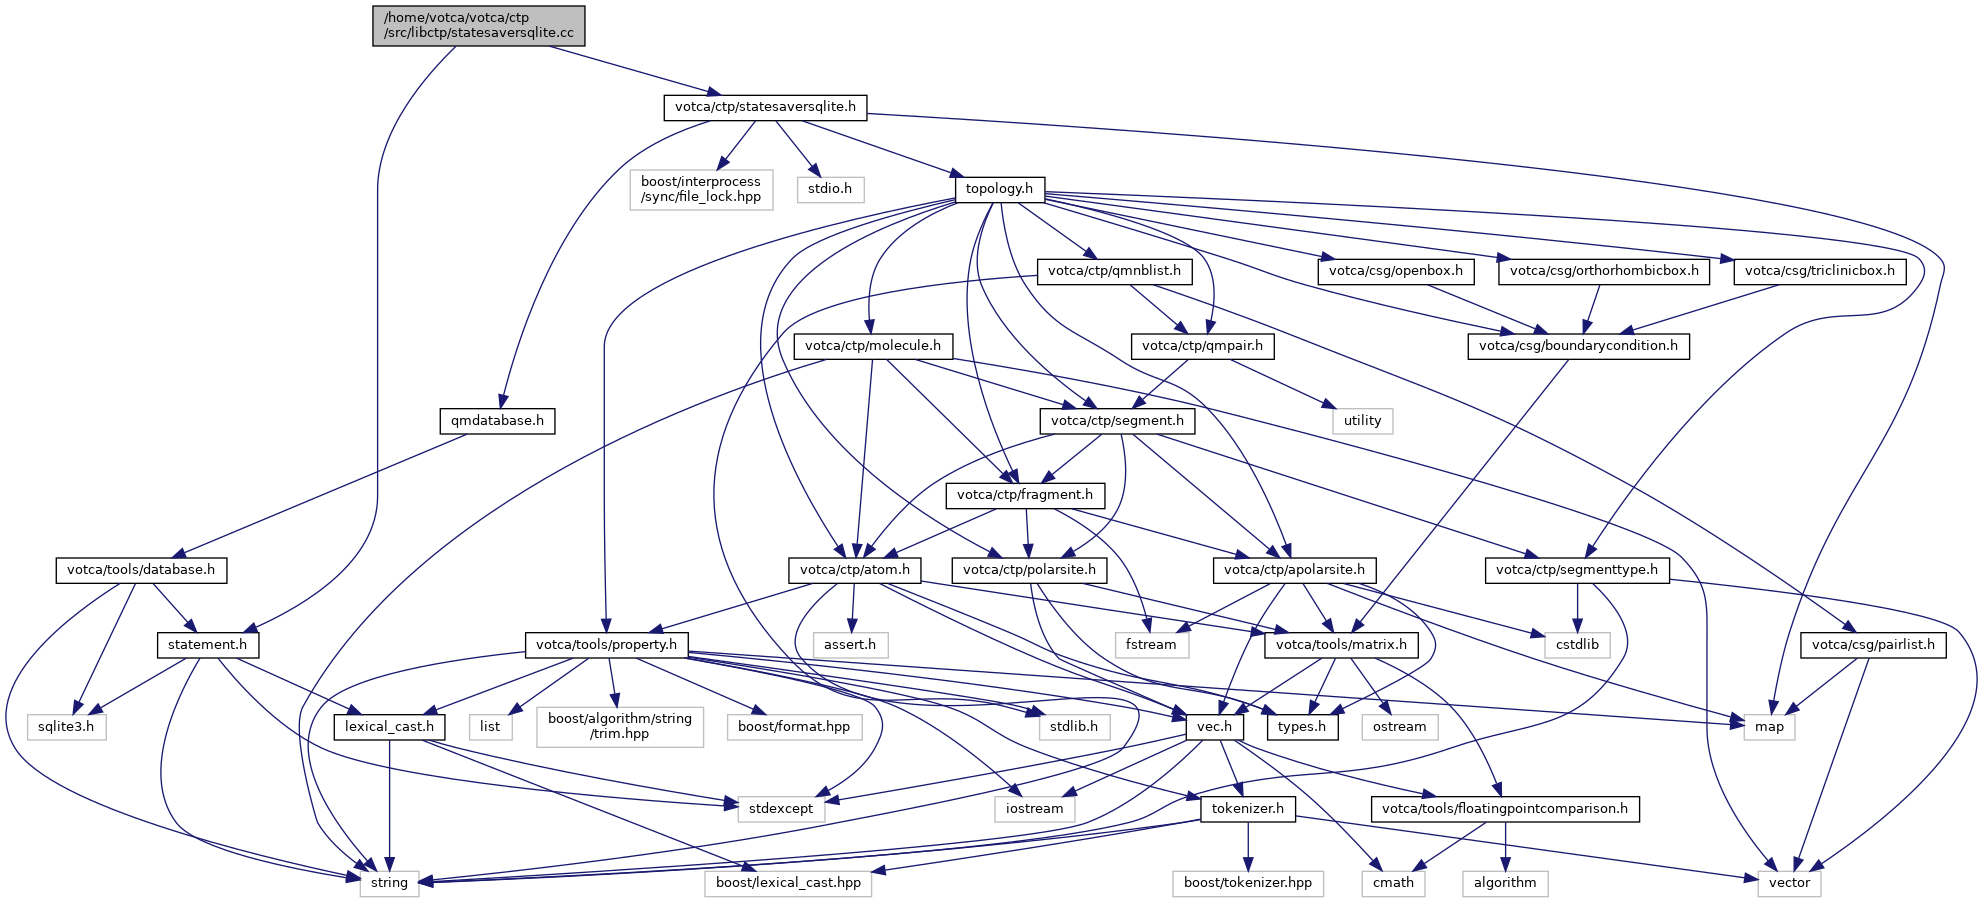 /home/votca/votca/ctp
/src/libctp/statesaversqlite.cc
votca/ctp/statesaversqlite.h
boost/interprocess
/sync/file_lock.hpp
stdio.h
topology.h
votca/ctp/qmnblist.h
votca/csg/openbox.h
votca/csg/orthorhombicbox.h
votca/csg/triclinicbox.h
votca/ctp/molecule.h
votca/ctp/qmpair.h
votca/csg/boundarycondition.h
qmdatabase.h
votca/ctp/segment.h
utility
votca/ctp/fragment.h
votca/tools/database.h
votca/ctp/atom.h
votca/ctp/polarsite.h
votca/ctp/apolarsite.h
votca/ctp/segmenttype.h
statement.h
votca/tools/property.h
assert.h
fstream
votca/tools/matrix.h
cstdlib
votca/csg/pairlist.h
sqlite3.h
lexical_cast.h
list
boost/algorithm/string
/trim.hpp
boost/format.hpp
stdlib.h
vec.h
types.h
ostream
map
stdexcept
iostream
tokenizer.h
votca/tools/floatingpointcomparison.h
string
boost/lexical_cast.hpp
boost/tokenizer.hpp
cmath
algorithm
vector